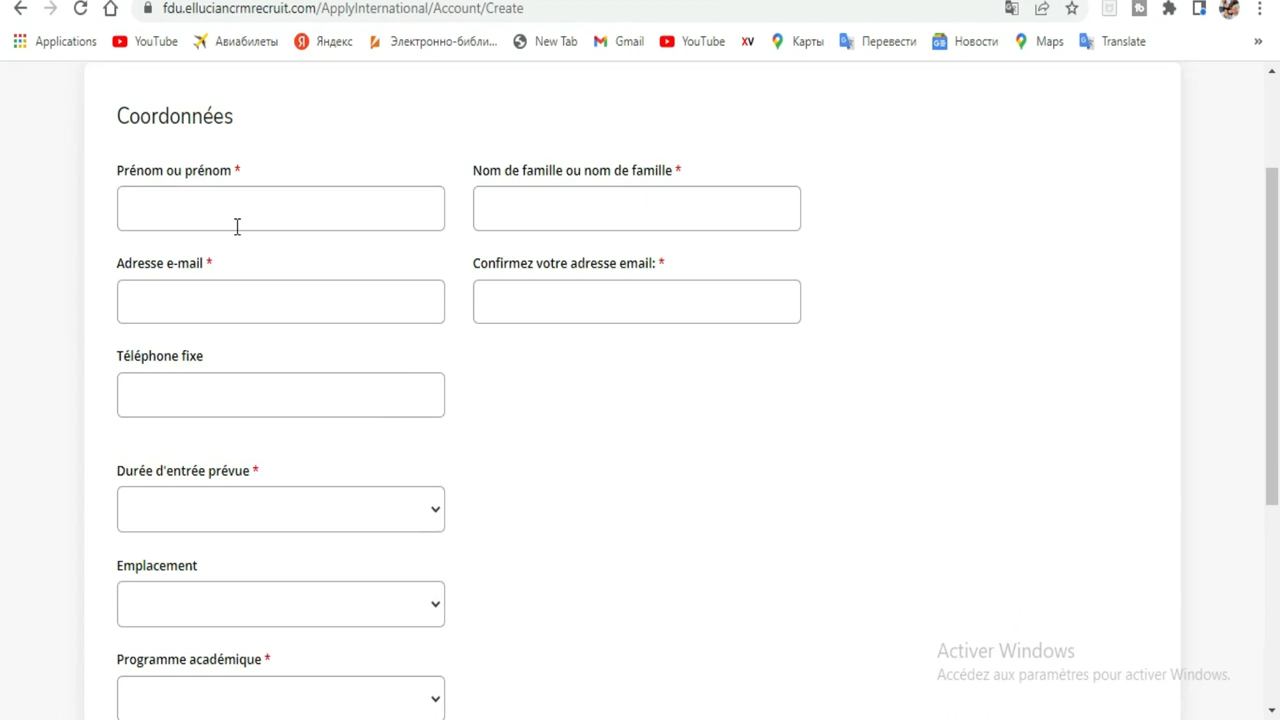 fdu.elluciancrmrecruit.com/ApplyInternational/Account/Create
Applications YouTube Авиабилеты Яндекс Электронно-библи... New Tab Gmail YouTube XV Карты Перевести Новости Maps Translate »
Coordonnées
Prénom ou prénom * Nom de famille ou nom de famille *
Adresse e-mail * Confirmez votre adresse email: *
Téléphone fixe
Durée d'entrée prévue *
Emplacement
Programme académique *
Activer Windows
Accédez aux paramètres pour activer Windows.